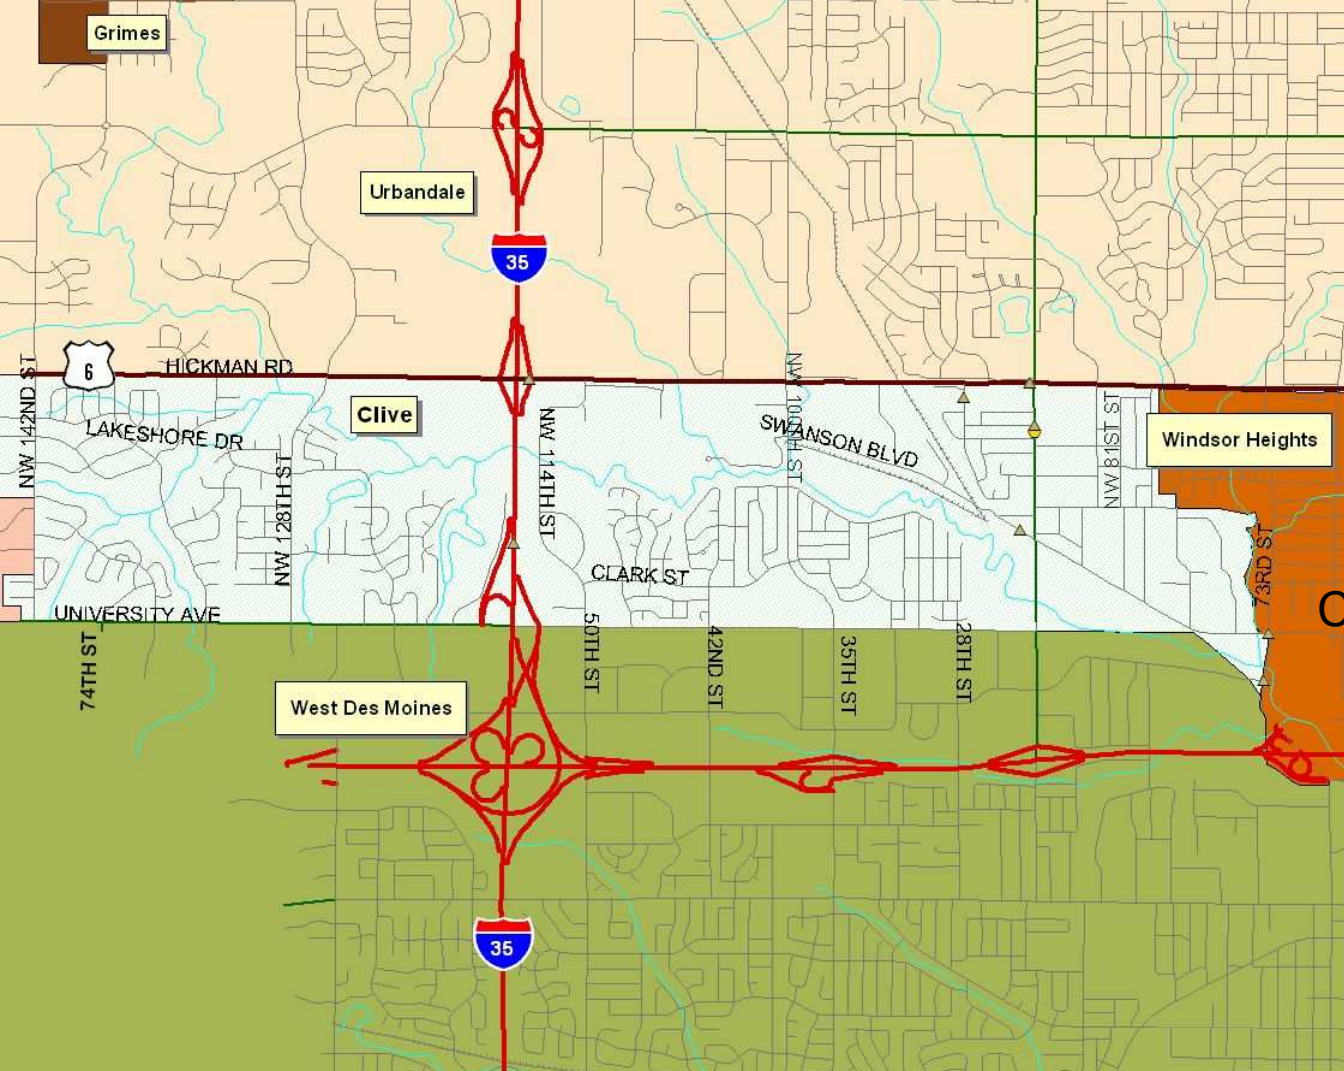 Grimes
Urbandale
35
6
HICKMAN RD
NW 142ND ST
LAKESHORE DR
NW 128TH ST
Clive
NW 114TH ST
NW 100TH ST
SWANSON BLVD
NW 81ST ST
Windsor Heights
73RD ST
CLARK ST
UNIVERSITY AVE
74TH ST
50TH ST
42ND ST
35TH ST
28TH ST
West Des Moines
35